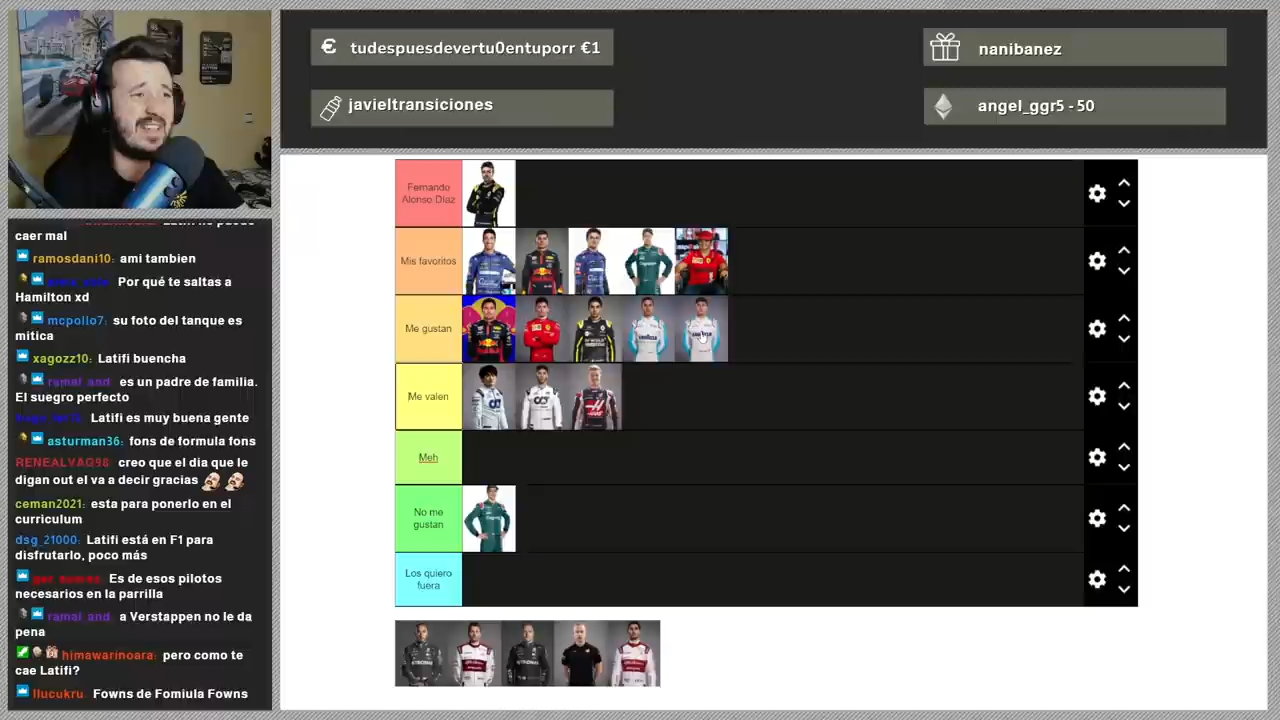 tudespuesdevertu0entuporr €1
nanibanez
javieltransiciones
angel_ggr5 - 50
caer mal
ramosdani10: ami tambien
Por qué te saltas a
Hamilton xd
mcpollo7: su foto del tanque es
mitica
xagozz10: Latifi buencha
ramal_and es un padre de familia.
El suegro perfecto
Latifi es muy buena gente
asturman36: fons de formula fons
RENEALVAG98: creo que el dia que le
digan out el va a decir gracias
ceman2021: esta para ponerlo en el
curriculum
dsg_21000: Latifi está en F1 para
disfrutarlo, poco más
Es de esos pilotos
necesarios en la parrilla
ramal_and a Verstappen no le da
pena
himawarinoara: pero como te
cae Latifi?
llucukru: Fowns de Fomiula Fowns
Fernando
Alonso Díaz
Mis favoritos
Me gustan
Me valen
Meh
No me
gustan
Los quiero
fuera